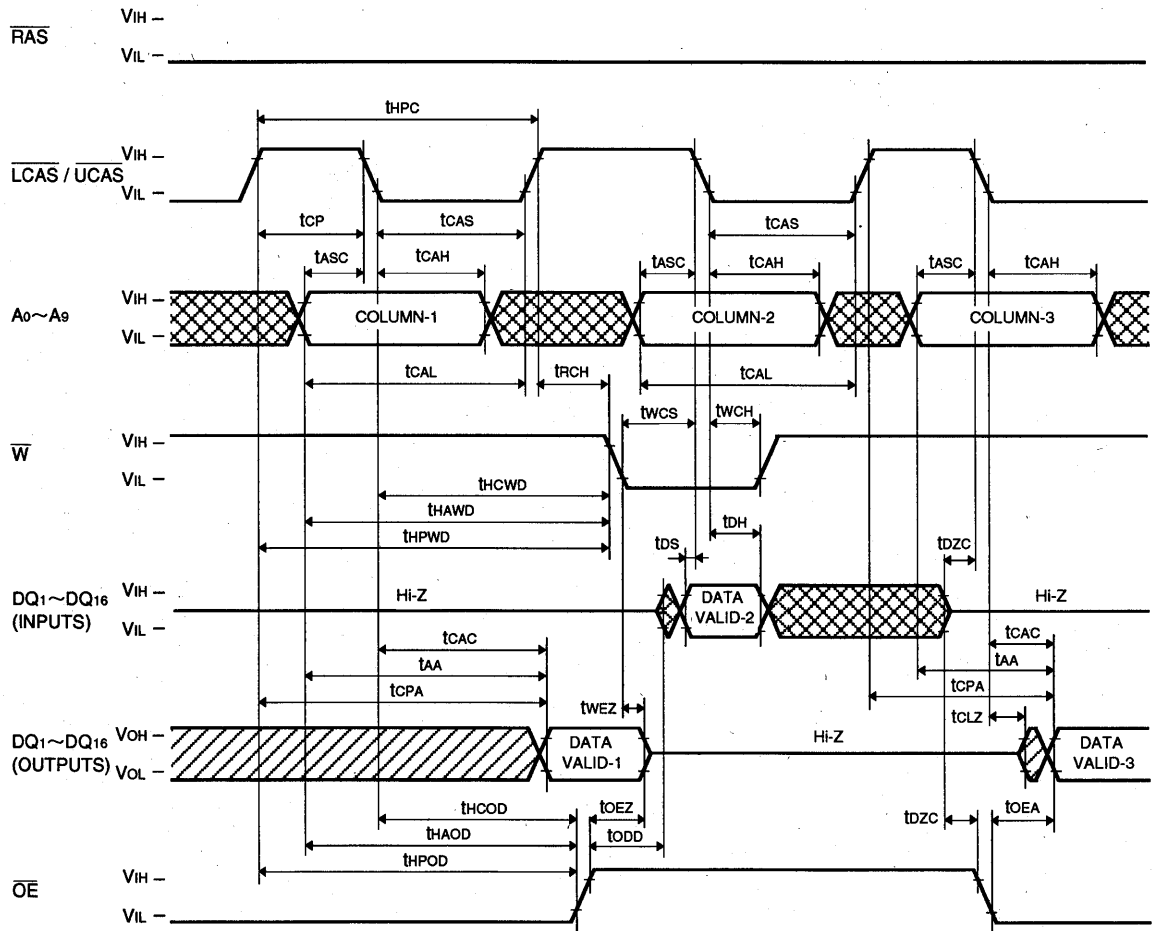 RAS
VIH
VIL
tHPC
LCAS / UCAS
VIH
VIL
tCP
tCAS
tCAS
tASC
tCAH
tASC
tCAH
tASC
tCAH
A0~A9
VIH
VIL
COLUMN-1
COLUMN-2
COLUMN-3
tCAL
tRCH
tCAL
tWCS
tWCH
W
VIH
VIL
tHCWD
tHAWD
tHPWD
tDH
tDS
tDZC
DQ1~DQ16
(INPUTS)
VIH
VIL
Hi-Z
DATA
VALID-2
Hi-Z
tCAC
tAA
tCPA
tWEZ
tCAC
tAA
tCPA
tCLZ
DQ1~DQ16
(OUTPUTS)
VOH
VOL
DATA
VALID-1
Hi-Z
DATA
VALID-3
tHCOD
tHAOD
tHPOD
tOEZ
tODD
tDZC
tOEA
OE
VIH
VIL